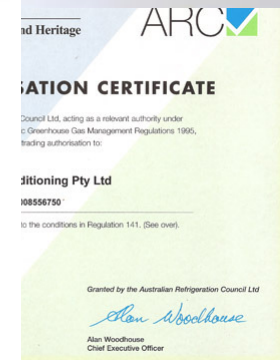 ARC
nd Heritage
SATION CERTIFICATE
Council Ltd, acting as a relevant authority under
c Greenhouse Gas Management Regulations 1995,
trading authorisation to:
ditioning Pty Ltd
008556750
to the conditions in Regulation 141. (See over).
Granted by the Australian Refrigeration Council Ltd
Alan Woodhouse
Alan Woodhouse
Chief Executive Officer